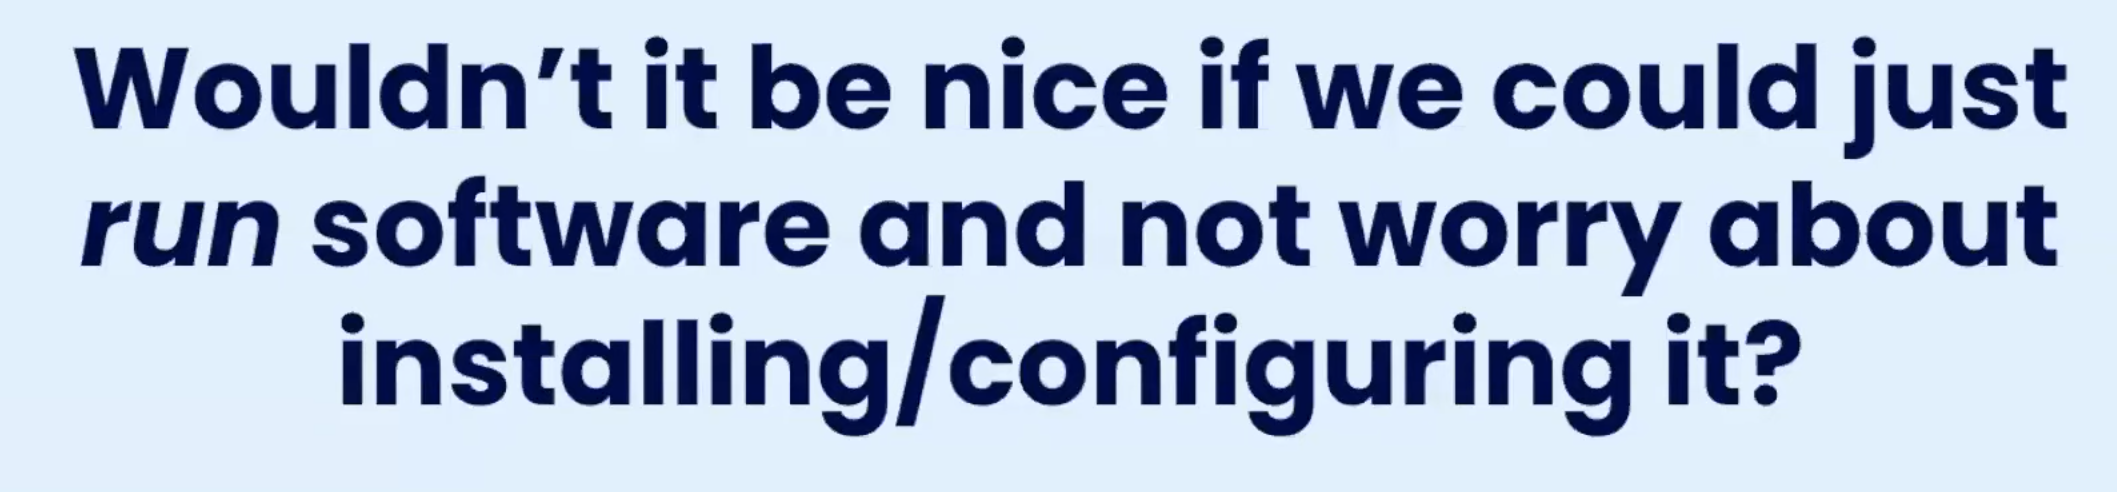 Wouldn’t it be nice if we could just
run software and not worry about
installing/configuring it?